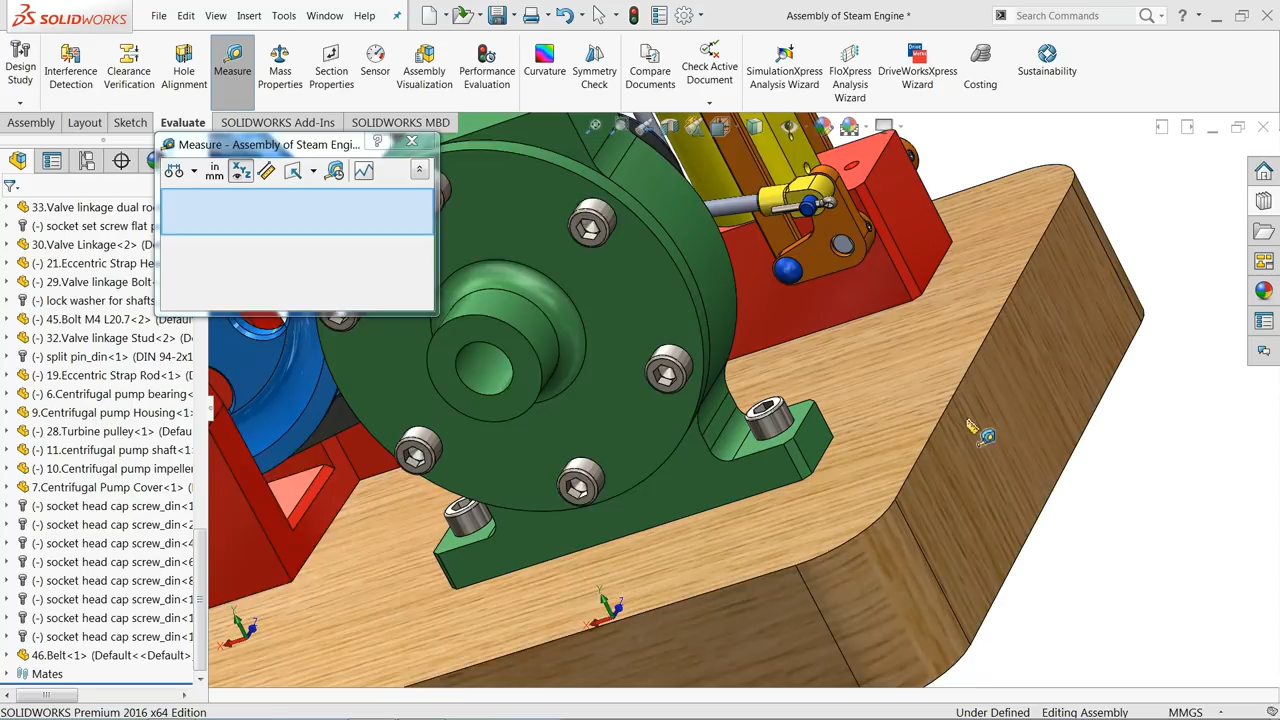 SOLIDWORKS File Edit View Insert Tools Window Help Assembly of Steam Engine * Search Commands
Design Study
Interference Detection
Clearance Verification
Hole Alignment
Measure
Mass Properties
Section Properties
Sensor
Assembly Visualization
Performance Evaluation
Curvature
Symmetry Check
Compare Documents
Check Active Document
SimulationXpress Analysis Wizard
FloXpress Analysis Wizard
DriveWorksXpress Wizard
Costing
Sustainability
Assembly Layout Sketch Evaluate SOLIDWORKS Add-Ins SOLIDWORKS MBD
Measure - Assembly of Steam Engi...
in
mm
33.Valve linkage dual ro
(-) socket set screw flat p
30.Valve Linkage<2> (D
(-) 21.Eccentric Strap He
(-) 29.Valve linkage Bolt
(-) lock washer for shafts
(-) 45.Bolt M4 L20.7<2> (Defau
(-) 32.Valve linkage Stud<2> (D
(-) split pin_din<1> (DIN 94-2x1
(-) 19.Eccentric Strap Rod<1> (
(-) 6.Centrifugal pump bearing<
9.Centrifugal pump Housing<1>
(-) 28.Turbine pulley<1> (Defau
(-) 11.centrifugal pump shaft<1
(-) 10.Centrifugal pump impelle
7.Centrifugal Pump Cover<1> (
(-) socket head cap screw_din<1
(-) socket head cap screw_din<2
(-) socket head cap screw_din<4
(-) socket head cap screw_din<6
(-) socket head cap screw_din<8
(-) socket head cap screw_din<1
(-) socket head cap screw_din<1
(-) socket head cap screw_din<1
46.Belt<1> (Default<<Default>
Mates
SOLIDWORKS Premium 2016 x64 Edition Under Defined Editing Assembly MMGS